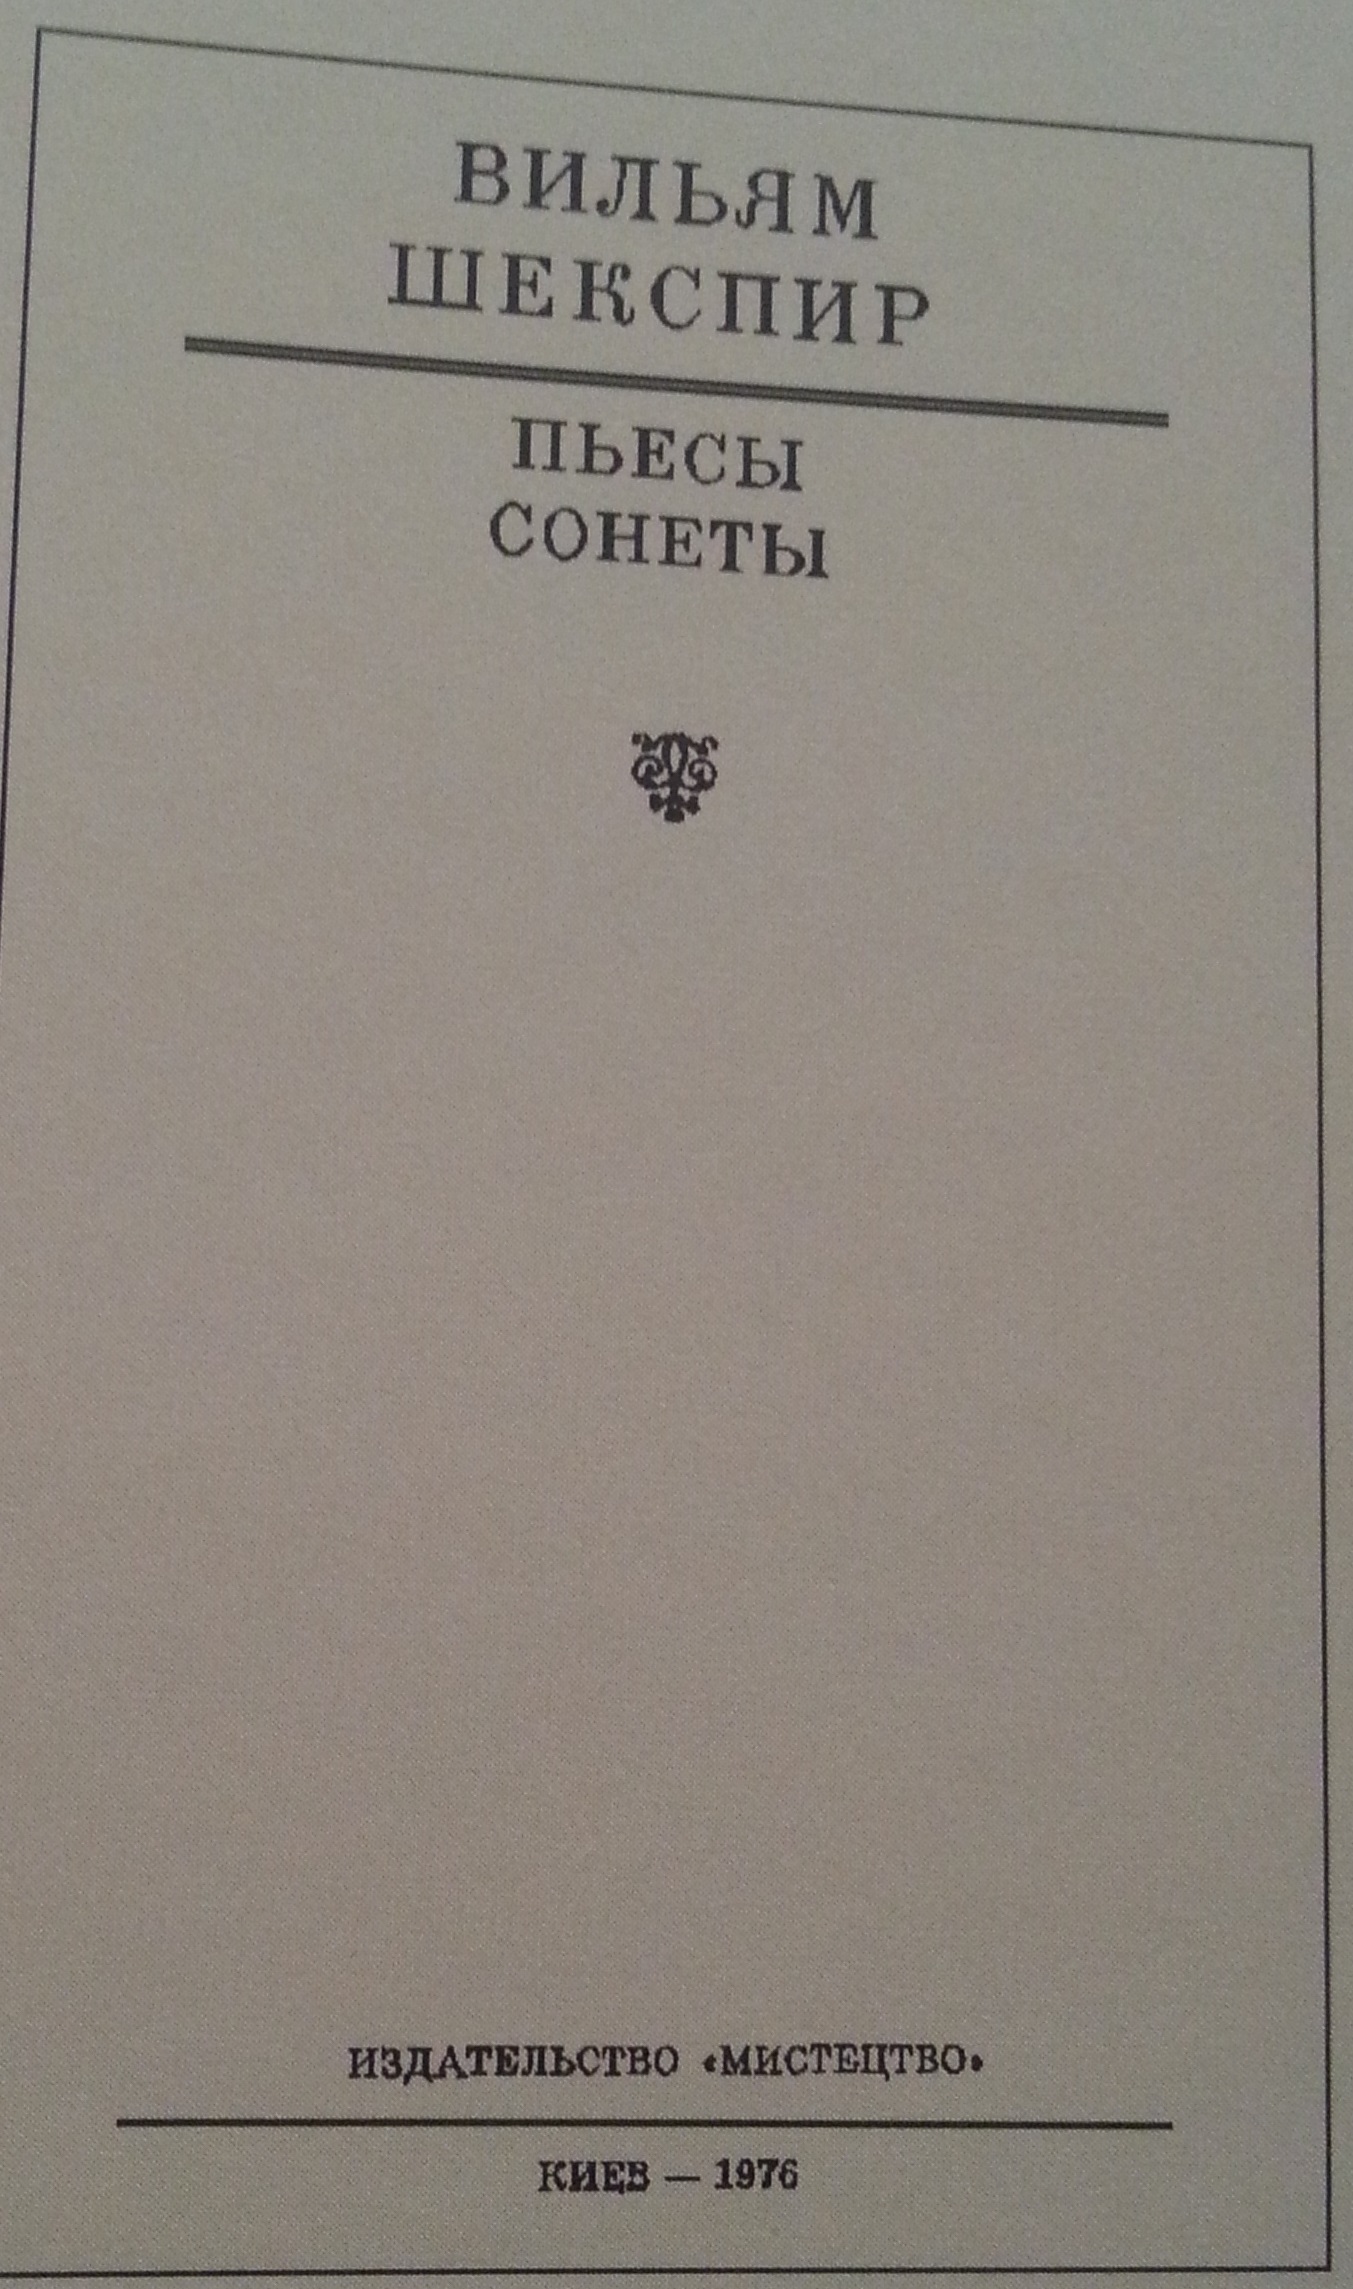 ВИЛЬЯМ
ШЕКСПИР
ПЬЕСЫ
СОНЕТЫ
ИЗДАТЕЛЬСТВО «МИСТЕЦТВО»
КИЕВ — 1976